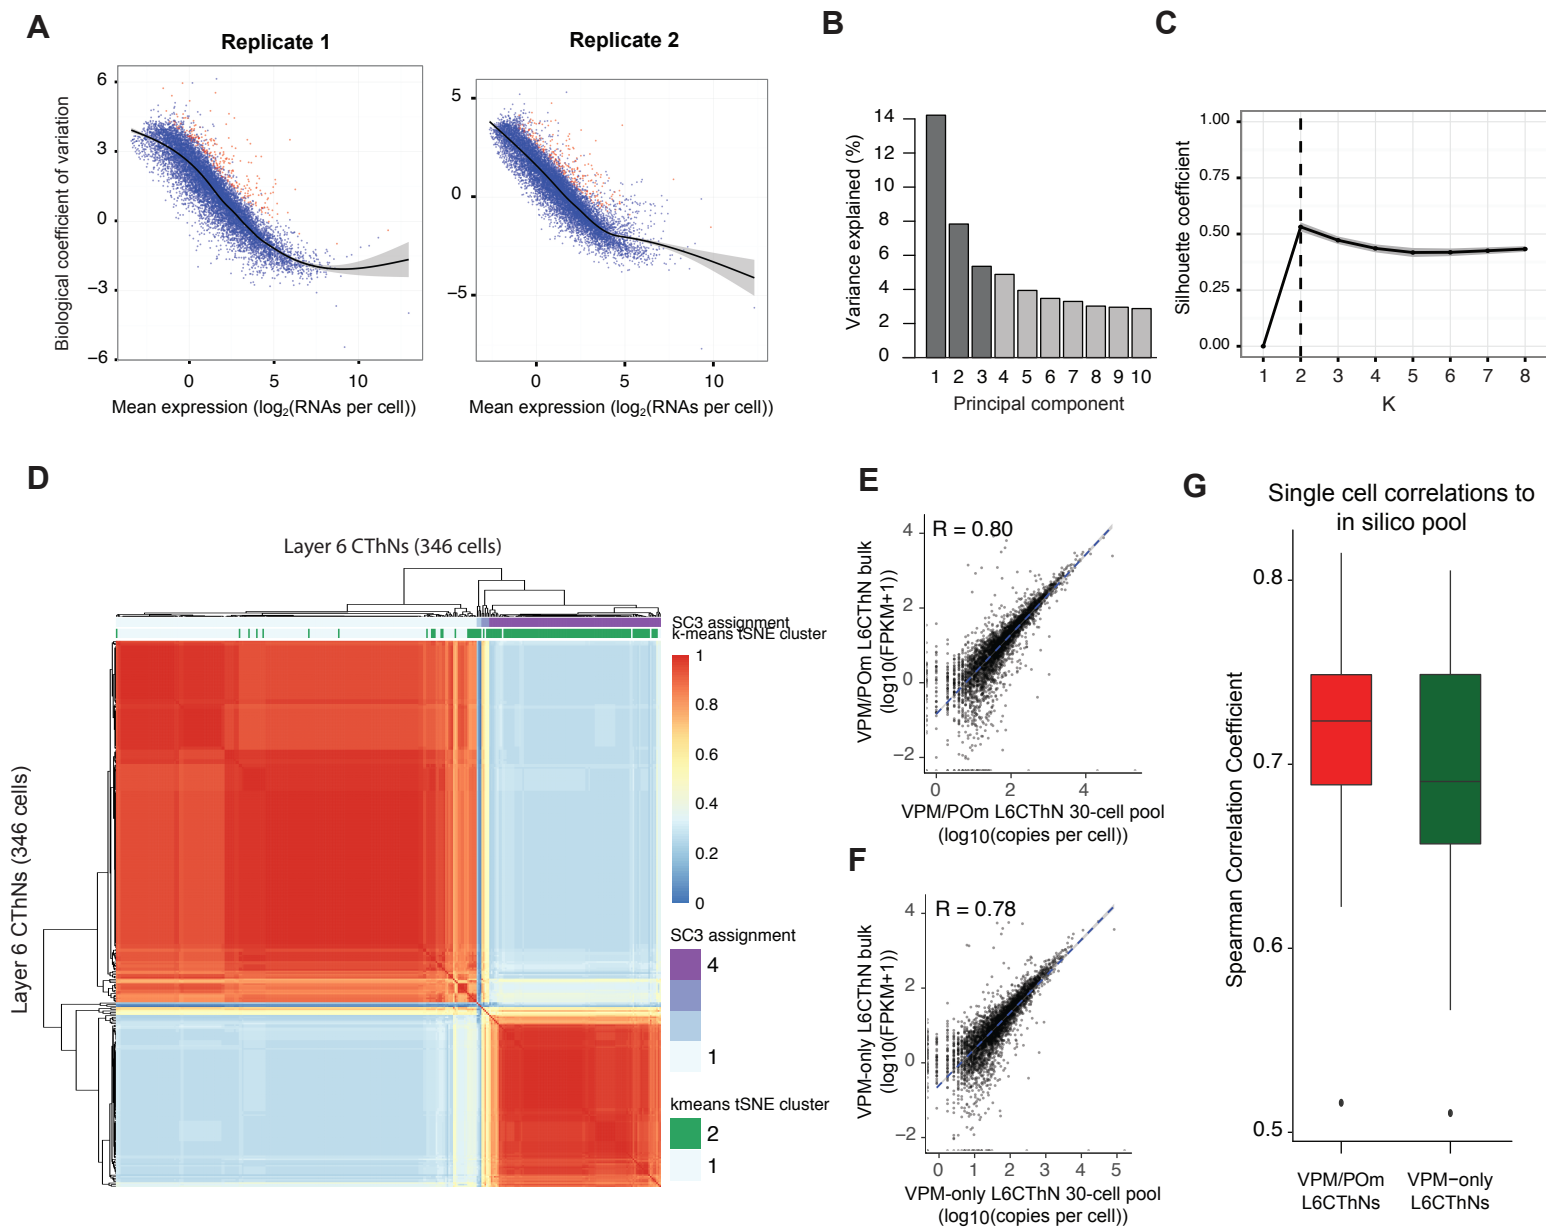 A
Replicate 1
Replicate 2
Biological coefficient of variation
6
3
0
−3
−6
0
5
10
Mean expression (log₂(RNAs per cell))
5
0
−5
0
5
10
Mean expression (log₂(RNAs per cell))
B
Variance explained (%)
14
12
14
8
6
4
2
0
1 2 3 4 5 6 7 8 9 10
Principal component
C
Silhouette coefficient
1.00
0.75
0.50
0.25
0.00
1 2 3 4 5 6 7 8
K
D
Layer 6 CThNs (346 cells)
Layer 6 CThNs (346 cells)
SC3 assignment
k-means tSNE cluster
1
0.8
0.6
0.4
0.2
0
SC3 assignment
4
1
kmeans tSNE cluster
2
1
E
R = 0.80
VPM/POm L6CThN bulk
(log10(FPKM+1))
4
2
0
−2
0 2 4
VPM/POm L6CThN 30-cell pool
(log10(copies per cell))
F
R = 0.78
VPM-only L6CThN bulk
(log10(FPKM+1))
4
2
0
−2
0 1 2 3 4 5
VPM-only L6CThN 30-cell pool
(log10(copies per cell))
G
Single cell correlations to
in silico pool
Spearman Correlation Coefficient
0.8
0.7
0.6
0.5
VPM/POm
L6CThNs
VPM−only
L6CThNs